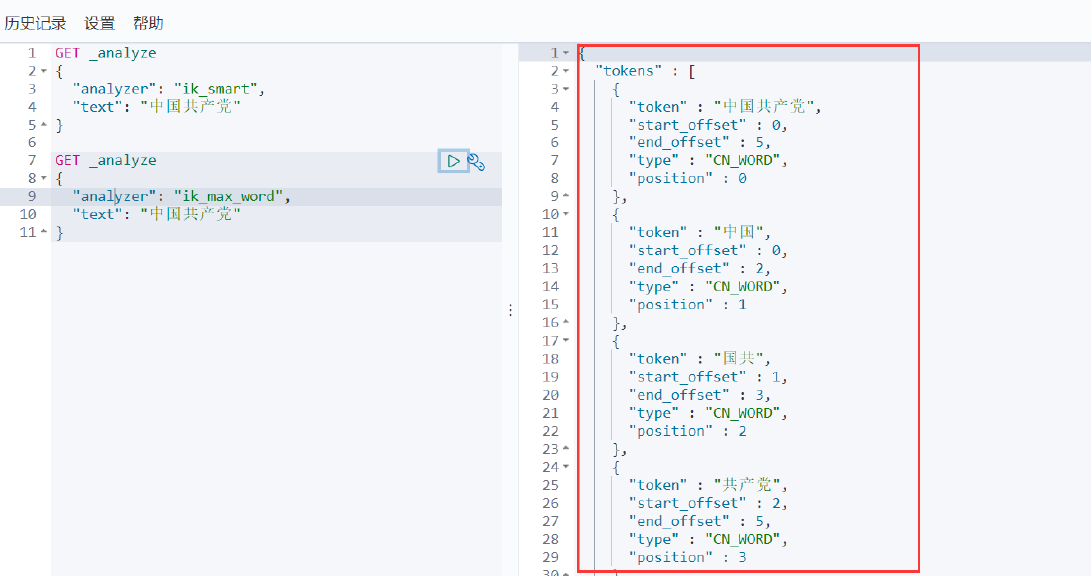 历史记录 设置 帮助
1 GET _analyze
2 {
3 "analyzer": "ik_smart",
4 "text": "中国共产党"
5 }
6
7 GET _analyze
8 {
9 "analyzer": "ik_max_word",
10 "text": "中国共产党"
11 }
1 {
2 "tokens" : [
3 {
4 "token" : "中国共产党",
5 "start_offset" : 0,
6 "end_offset" : 5,
7 "type" : "CN_WORD",
8 "position" : 0
9 },
10 {
11 "token" : "中国",
12 "start_offset" : 0,
13 "end_offset" : 2,
14 "type" : "CN_WORD",
15 "position" : 1
16 },
17 {
18 "token" : "国共",
19 "start_offset" : 1,
20 "end_offset" : 3,
21 "type" : "CN_WORD",
22 "position" : 2
23 },
24 {
25 "token" : "共产党",
26 "start_offset" : 2,
27 "end_offset" : 5,
28 "type" : "CN_WORD",
29 "position" : 3
30